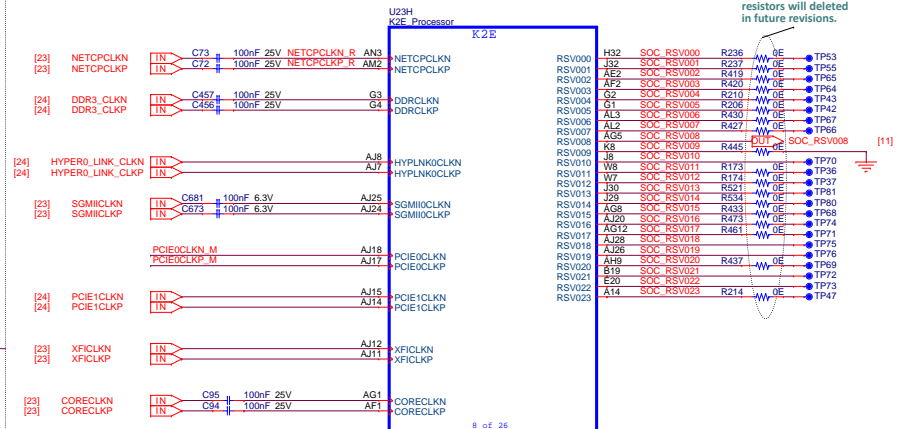 resistors will deleted
in future revisions.
U23H
K2E_Processor
K2E
[23] NETCPCLKN IN C73 100nF 25V NETCPCLKN_R AN3 NETCPCLKN
[23] NETCPCLKP IN C72 100nF 25V NETCPCLKP_R AM2 NETCPCLKP
[24] DDR3_CLKN IN C457 100nF 25V G3 DDRCLKN
[24] DDR3_CLKP IN C456 100nF 25V G4 DDRCLKP
[24] HYPER0_LINK_CLKN IN AJ8 HYPLNK0CLKN
[24] HYPER0_LINK_CLKP IN AJ7 HYPLNK0CLKP
[23] SGMIICLKN IN C681 100nF 6.3V AJ25 SGMII0CLKN
[23] SGMIICLKP IN C673 100nF 6.3V AJ24 SGMII0CLKP
PCIE0CLKN_M AJ18 PCIE0CLKN
PCIE0CLKP_M AJ17 PCIE0CLKP
[24] PCIE1CLKN IN AJ15 PCIE1CLKN
[24] PCIE1CLKP IN AJ14 PCIE1CLKP
[23] XFICLKN IN AJ12 XFICLKN
[23] XFICLKP IN AJ11 XFICLKP
[23] CORECLKN IN C95 100nF 25V AG1 CORECLKN
[23] CORECLKP IN C94 100nF 25V AF1 CORECLKP
RSV000 H32 SOC_RSV000 R236 0E TP53
RSV001 J32 SOC_RSV001 R237 0E TP55
RSV002 AE2 SOC_RSV002 R419 0E TP65
RSV003 AF2 SOC_RSV003 R420 0E TP64
RSV004 G2 SOC_RSV004 R210 0E TP43
RSV005 G1 SOC_RSV005 R206 0E TP42
RSV006 AL3 SOC_RSV006 R430 0E TP67
RSV007 AL2 SOC_RSV007 R427 0E TP66
RSV008 AG5 SOC_RSV008 OUT SOC_RSV008 [11]
RSV009 K8 SOC_RSV009 R445 0E
RSV010 J8 SOC_RSV010 TP70
RSV011 W8 SOC_RSV011 R173 0E TP36
RSV012 W7 SOC_RSV012 R174 0E TP37
RSV013 J30 SOC_RSV013 R521 0E TP81
RSV014 J29 SOC_RSV014 R534 0E TP80
RSV015 AG8 SOC_RSV015 R433 0E TP68
RSV016 AJ20 SOC_RSV016 R473 0E TP74
RSV017 AG12 SOC_RSV017 R461 0E TP71
RSV018 AJ28 SOC_RSV018 TP75
RSV019 AJ26 SOC_RSV019 TP76
RSV020 AH9 SOC_RSV020 R437 0E TP69
RSV021 B19 SOC_RSV021 TP72
RSV022 E20 SOC_RSV022 TP73
RSV023 A14 SOC_RSV023 R214 0E TP47
8 of 26